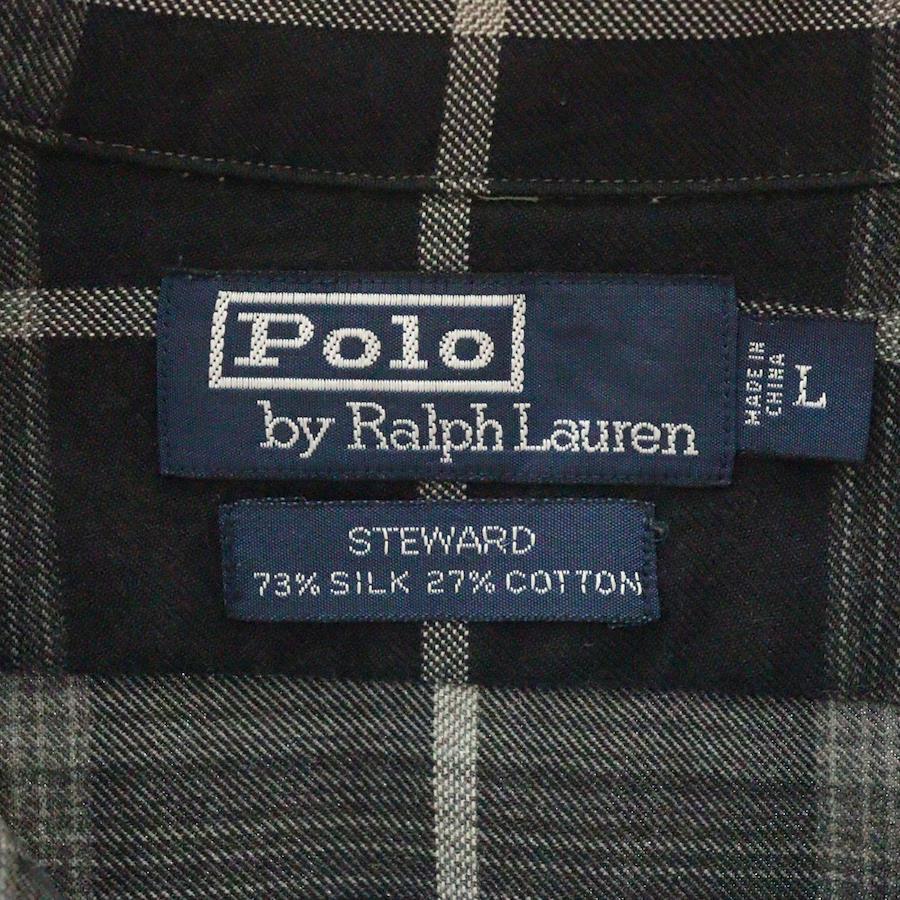 Polo
by Ralph Lauren
MADE IN
CHINA
L
STEWARD
73% SILK 27% COTTON